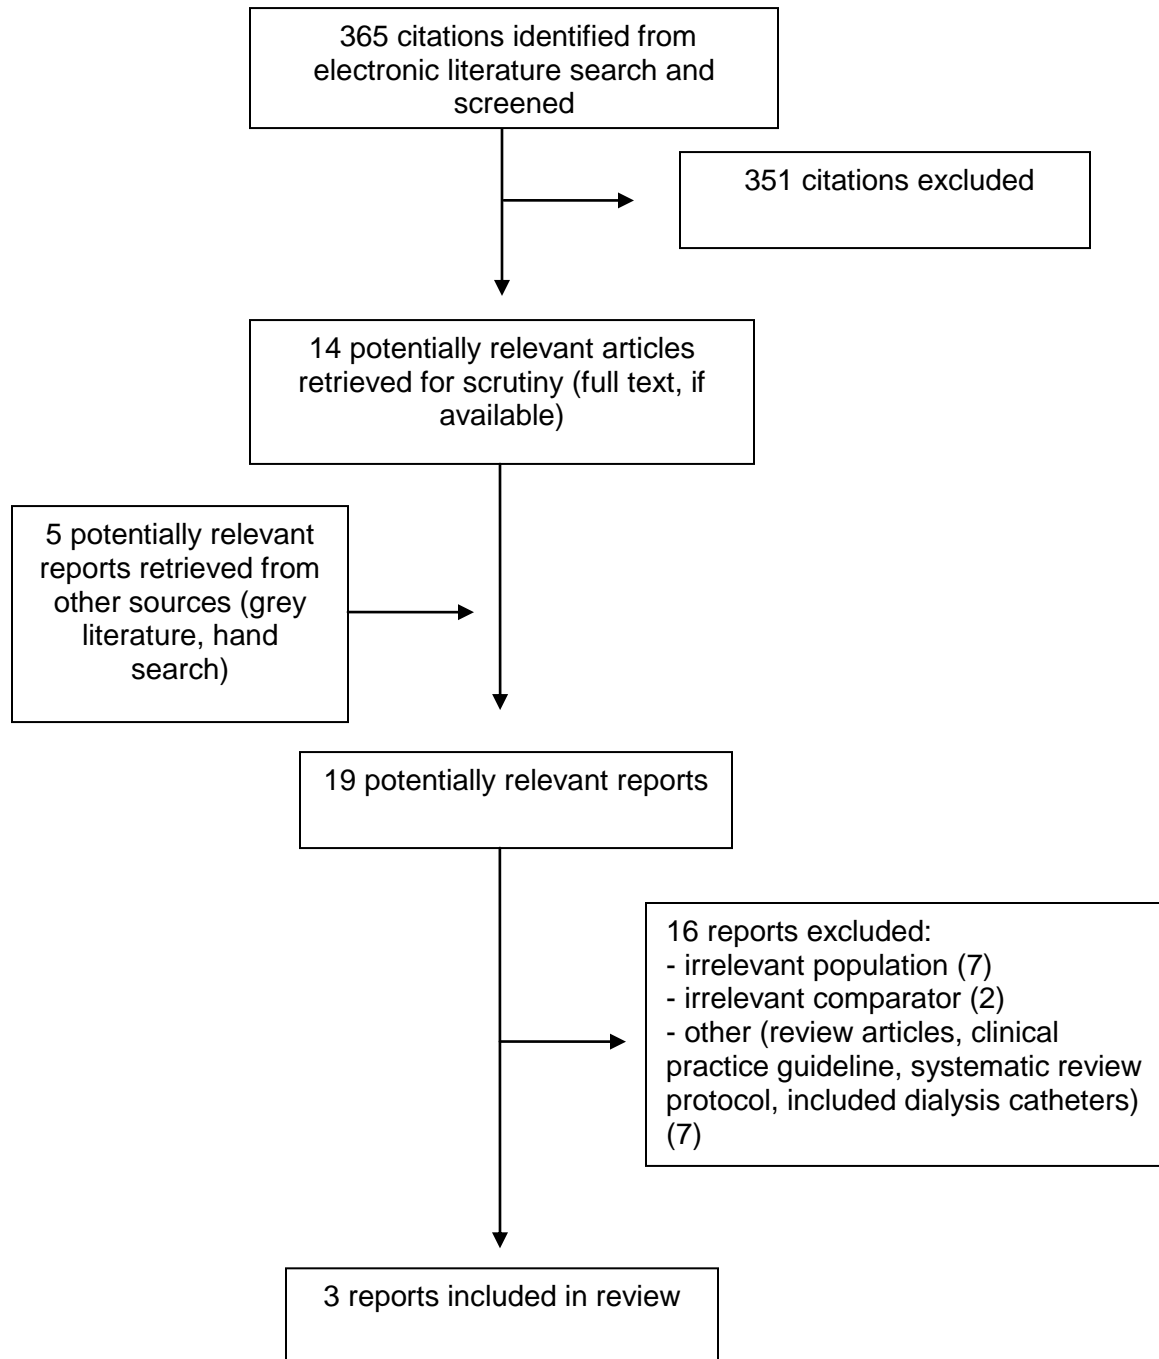 365 citations identified from
electronic literature search and
screened
351 citations excluded
14 potentially relevant articles
retrieved for scrutiny (full text, if
available)
5 potentially relevant
reports retrieved from
other sources (grey
literature, hand
search)
19 potentially relevant reports
16 reports excluded:
- irrelevant population (7)
- irrelevant comparator (2)
- other (review articles, clinical
practice guideline, systematic review
protocol, included dialysis catheters)
(7)
3 reports included in review